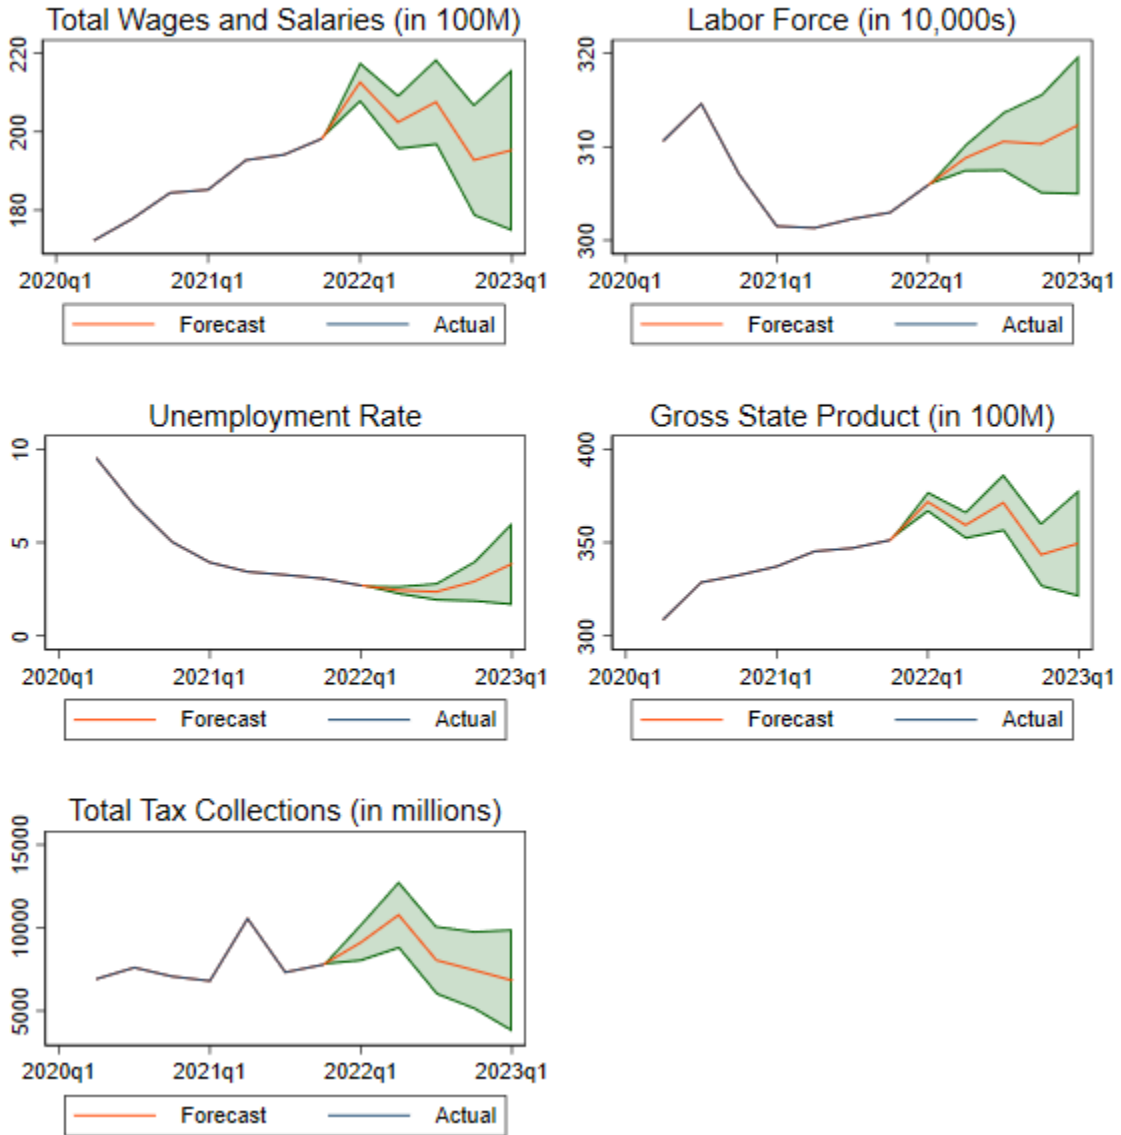 Total Wages and Salaries (in 100M)
220
200
180
2020q1 2021q1 2022q1 2023q1
Forecast Actual
Labor Force (in 10,000s)
320
310
300
2020q1 2021q1 2022q1 2023q1
Forecast Actual
Unemployment Rate
10
5
0
2020q1 2021q1 2022q1 2023q1
Forecast Actual
Gross State Product (in 100M)
400
350
300
2020q1 2021q1 2022q1 2023q1
Forecast Actual
Total Tax Collections (in millions)
15000
10000
5000
2020q1 2021q1 2022q1 2023q1
Forecast Actual